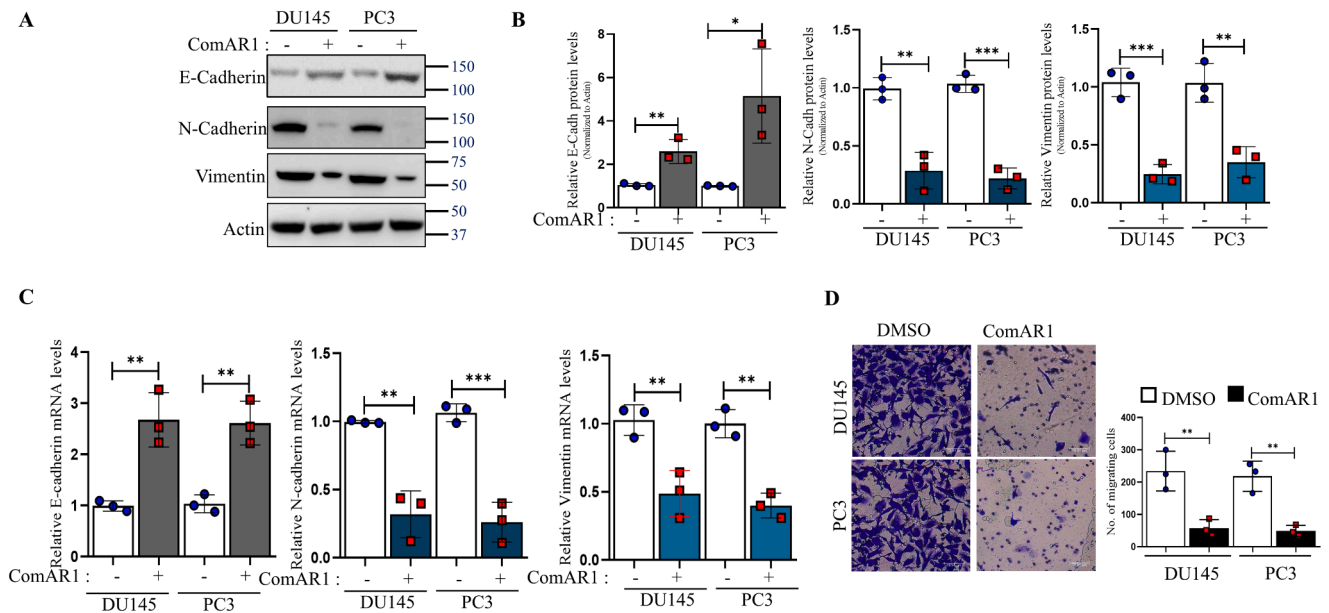 A
DU145 PC3
ComAR1 : - + - +
E-Cadherin
150
100
N-Cadherin
150
100
Vimentin
75
50
Actin
50
37
B
Relative E-Cadh protein levels
(Normalized to Actin)
10
8
6
4
2
0
** *
ComAR1 : - + - +
DU145 PC3
Relative N-Cadh protein levels
(Normalized to Actin)
1.5
1.0
0.5
0.0
** ***
- + - +
DU145 PC3
Relative Vimentin protein levels
(Normalized to Actin)
1.5
1.0
0.5
0.0
*** **
- + - +
DU145 PC3
C
Relative E-cadherin mRNA levels
4
3
2
1
0
** **
ComAR1 : - + - +
DU145 PC3
Relative N-cadherin mRNA levels
1.5
1.0
0.5
0.0
** ***
ComAR1 : - + - +
DU145 PC3
Relative Vimentin mRNA levels
1.5
1.0
0.5
0.0
** **
ComAR1 : - + - +
DU145 PC3
D
DMSO ComAR1
DU145
PC3
DMSO ComAR1
No. of migrating cells
400
300
200
100
0
** **
DU145 PC3